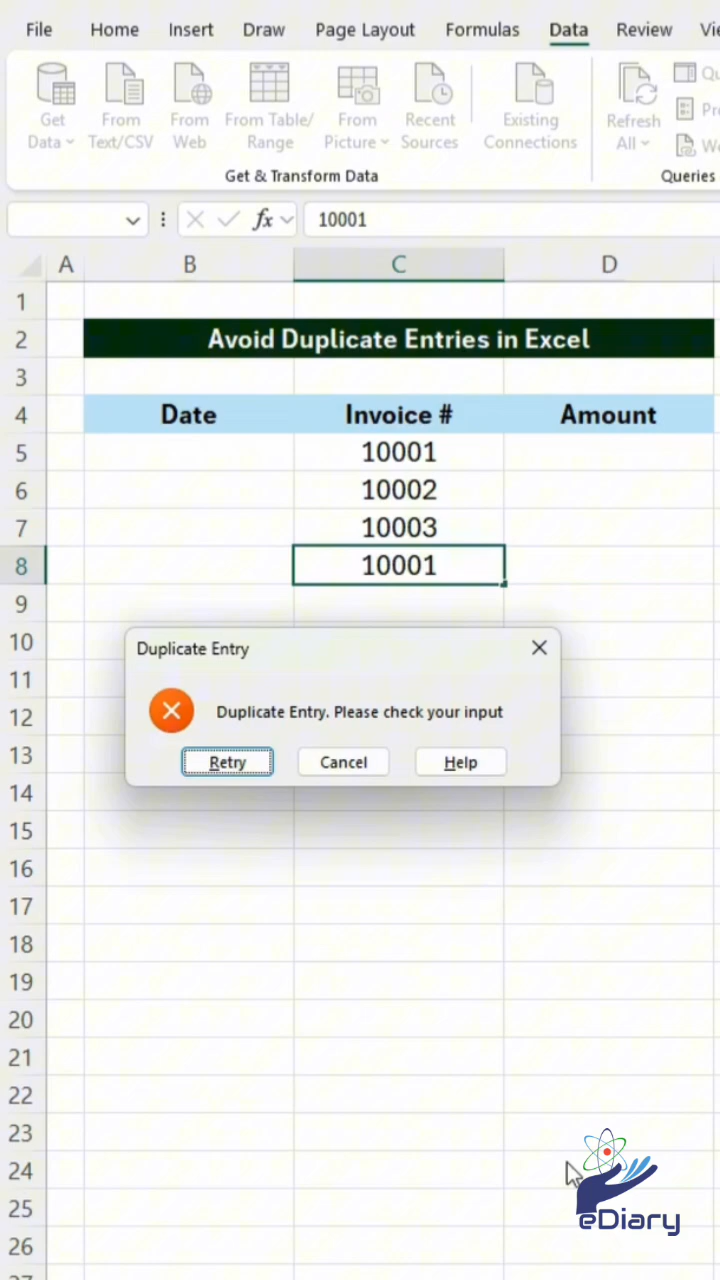 File Home Insert Draw Page Layout Formulas Data Review Vie
Get Data From Text/CSV From Web From Table/ Range From Picture Recent Sources Existing Connections Refresh All Qu
Pr
We
Get & Transform Data Queries
fx 10001
A B C D
1
2 Avoid Duplicate Entries in Excel
3
4 Date Invoice # Amount
5 10001
6 10002
7 10003
8 10001
9
10
Duplicate Entry
11
12 Duplicate Entry. Please check your input
13 Retry Cancel Help
14
15
16
17
18
19
20
21
22
23
24
25 eDiary
26